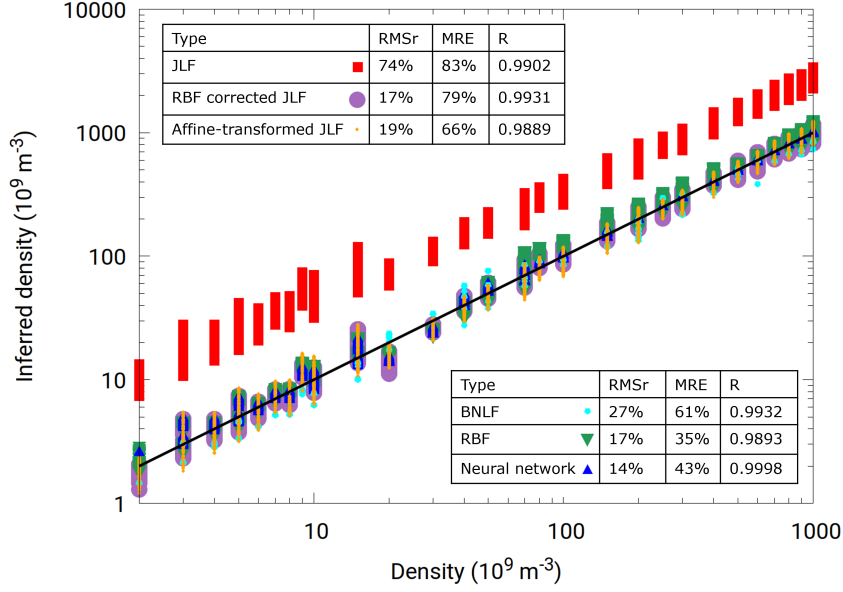 10000
1000
100
10
1
Inferred density (10⁹ m⁻³)
Type RMSr MRE R
JLF 74% 83% 0.9902
RBF corrected JLF 17% 79% 0.9931
Affine-transformed JLF 19% 66% 0.9889
Type RMSr MRE R
BNLF 27% 61% 0.9932
RBF 17% 35% 0.9893
Neural network 14% 43% 0.9998
10 100 1000
Density (10⁹ m⁻³)